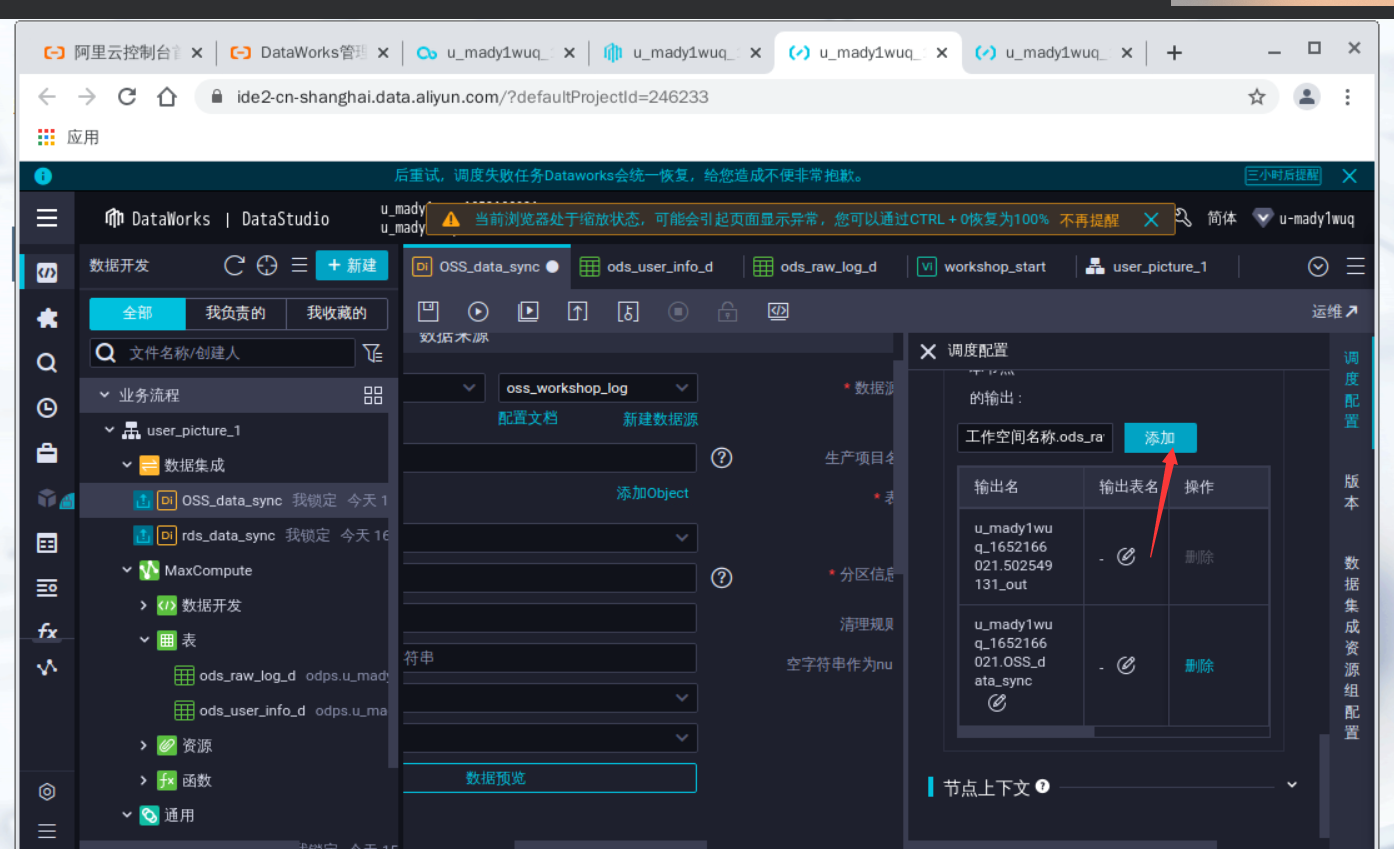 阿里云控制台
DataWorks管理
u_mady1wuq_
u_mady1wuq_
u_mady1wuq_
u_mady1wuq_
ide2-cn-shanghai.data.aliyun.com/?defaultProjectId=246233
应用
后重试，调度失败任务Dataworks会统一恢复，给您造成不便非常抱歉。
三小时后提醒
DataWorks | DataStudio
当前浏览器处于缩放状态，可能会引起页面显示异常，您可以通过CTRL + 0恢复为100% 不再提醒
简体
u-mady1wuq
数据开发
+ 新建
OSS_data_sync
ods_user_info_d
ods_raw_log_d
workshop_start
user_picture_1
全部
我负责的
我收藏的
运维
文件名称/创建人
数据来源
调度配置
业务流程
user_picture_1
数据集成
OSS_data_sync 我锁定 今天 1
rds_data_sync 我锁定 今天 16
MaxCompute
数据开发
表
ods_raw_log_d odps.u_mady
ods_user_info_d odps.u_ma
资源
函数
通用
oss_workshop_log
* 数据源
配置文档
新建数据源
生产项目名
添加Object
* 表
* 分区信息
清理规则
符串
空字符串作为nu
数据预览
本节点
的输出 :
工作空间名称.ods_ra
添加
输出名 输出表名 操作
u_mady1wu
q_1652166
021.502549
131_out
-
删除
u_mady1wu
q_1652166
021.OSS_d
ata_sync
-
删除
节点上下文
调度配置
版本
数据集成资源组配置